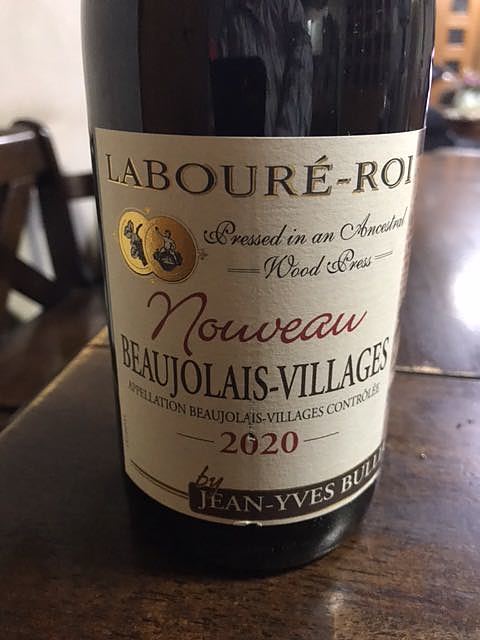 LABOURÉ-ROI
Pressed in an Ancestral
Wood Press
Nouveau
BEAUJOLAIS-VILLAGES
APPELLATION BEAUJOLAIS-VILLAGES CONTRÔLÉE
2020
by
JEAN-YVES